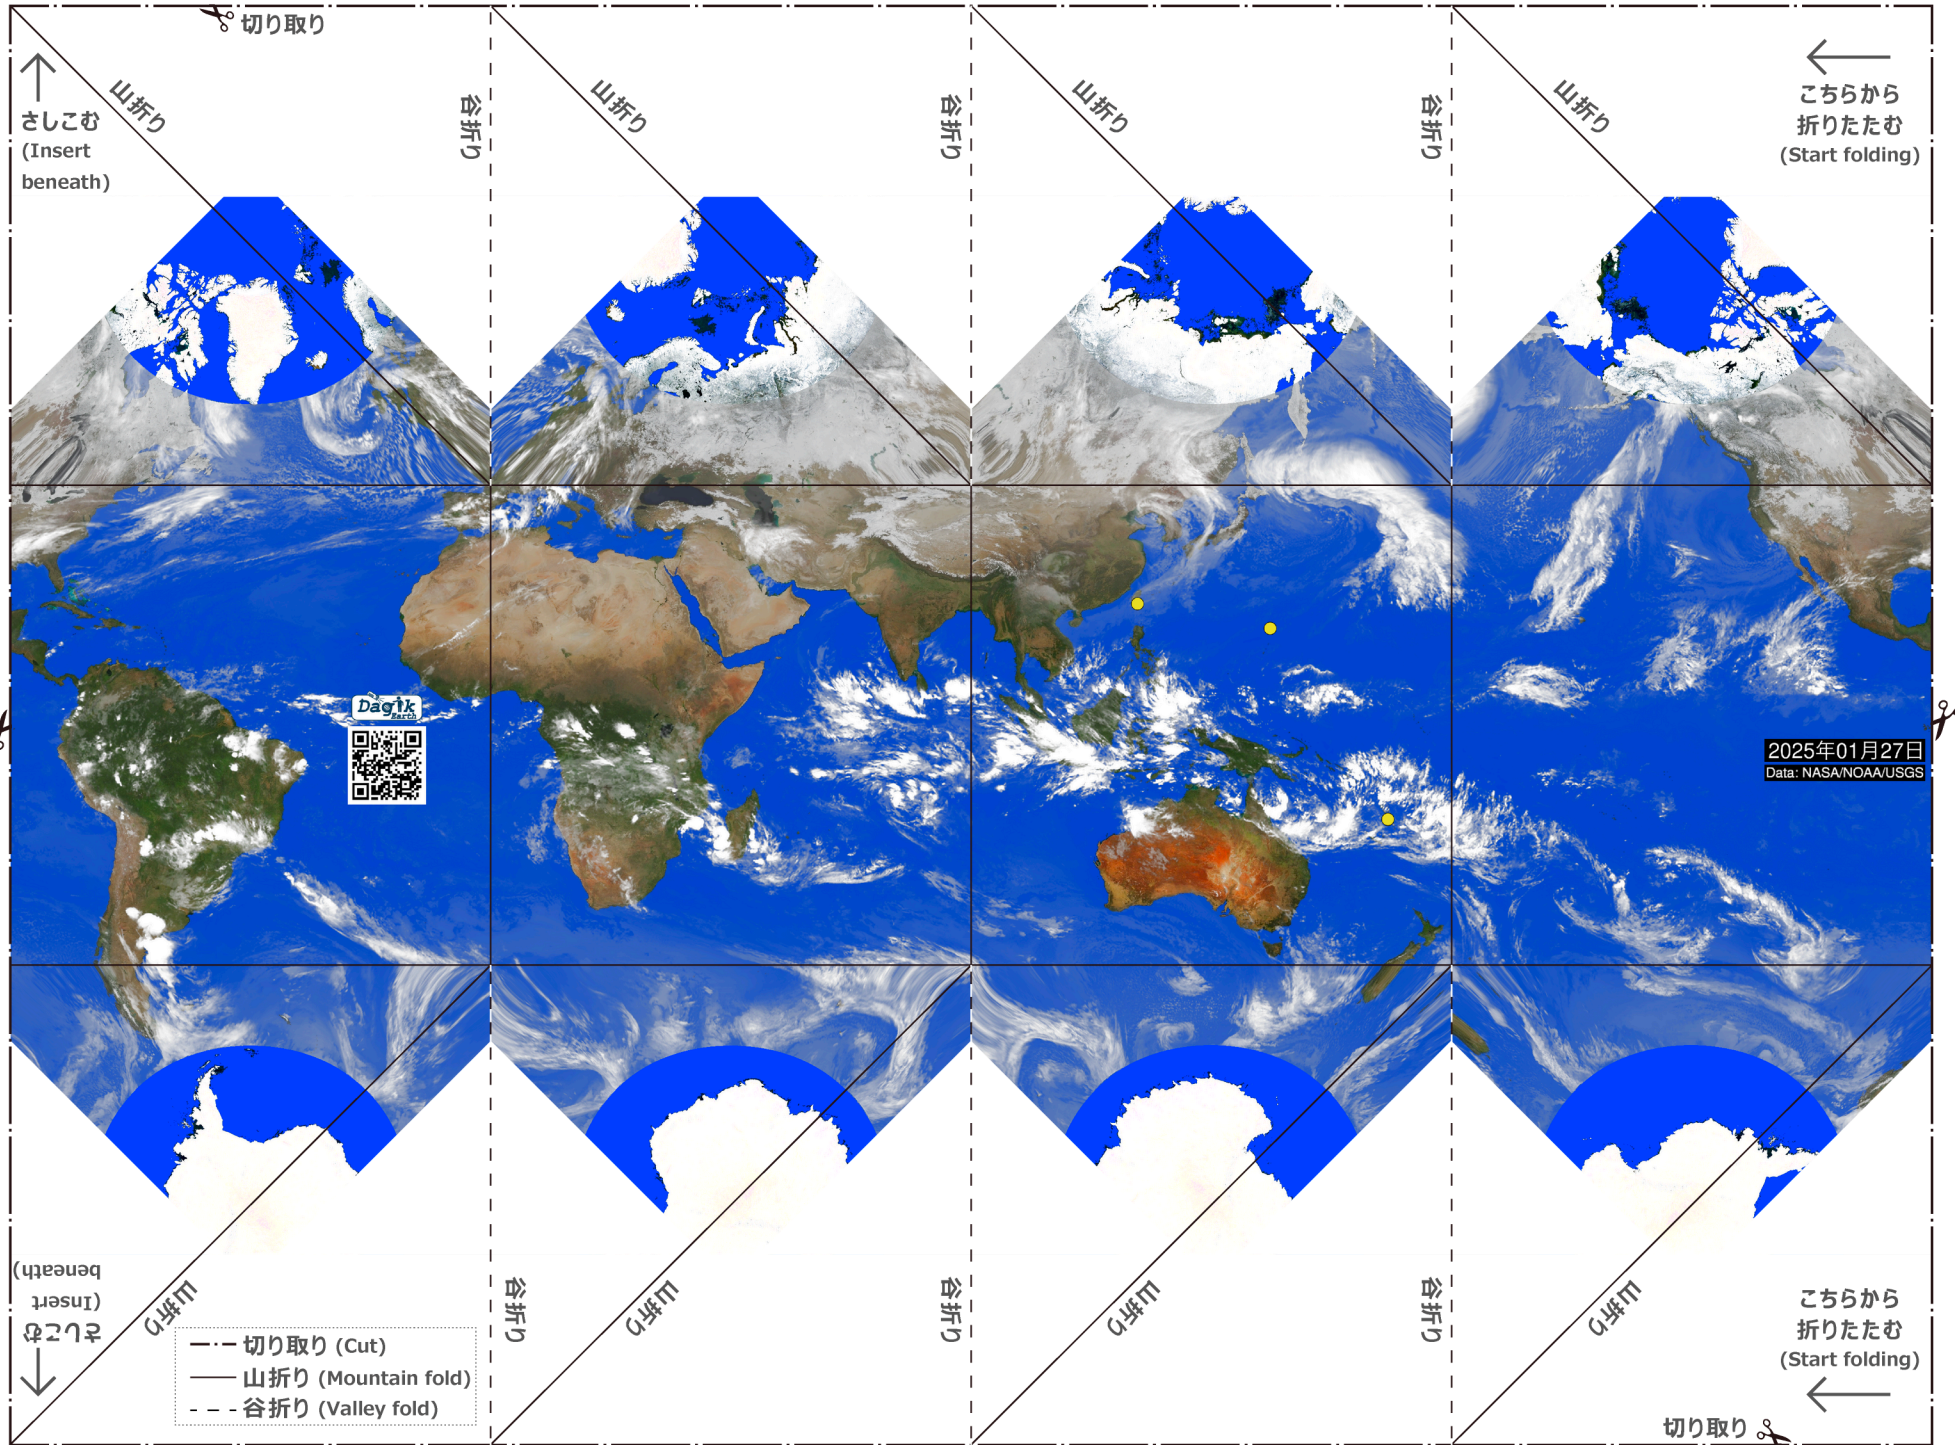 切り取り
さしこむ
(Insert
beneath)
山折り
谷折り
山折り
谷折り
山折り
谷折り
山折り
こちらから
折りたたむ
(Start folding)
Dagik
Earth
2025年01月27日
Data: NASA/NOAA/USGS
さしこむ
(Insert
beneath)
山折り
谷折り
山折り
谷折り
山折り
谷折り
山折り
こちらから
折りたたむ
(Start folding)
切り取り (Cut)
山折り (Mountain fold)
谷折り (Valley fold)
切り取り